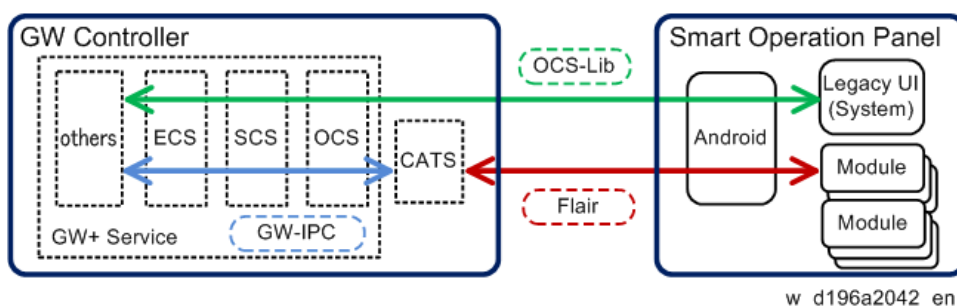 GW Controller
Smart Operation Panel
OCS-Lib
Legacy UI
(System)
others
ECS
SCS
OCS
CATS
Android
Module
Flair
Module
GW+ Service
GW-IPC
w_d196a2042_en